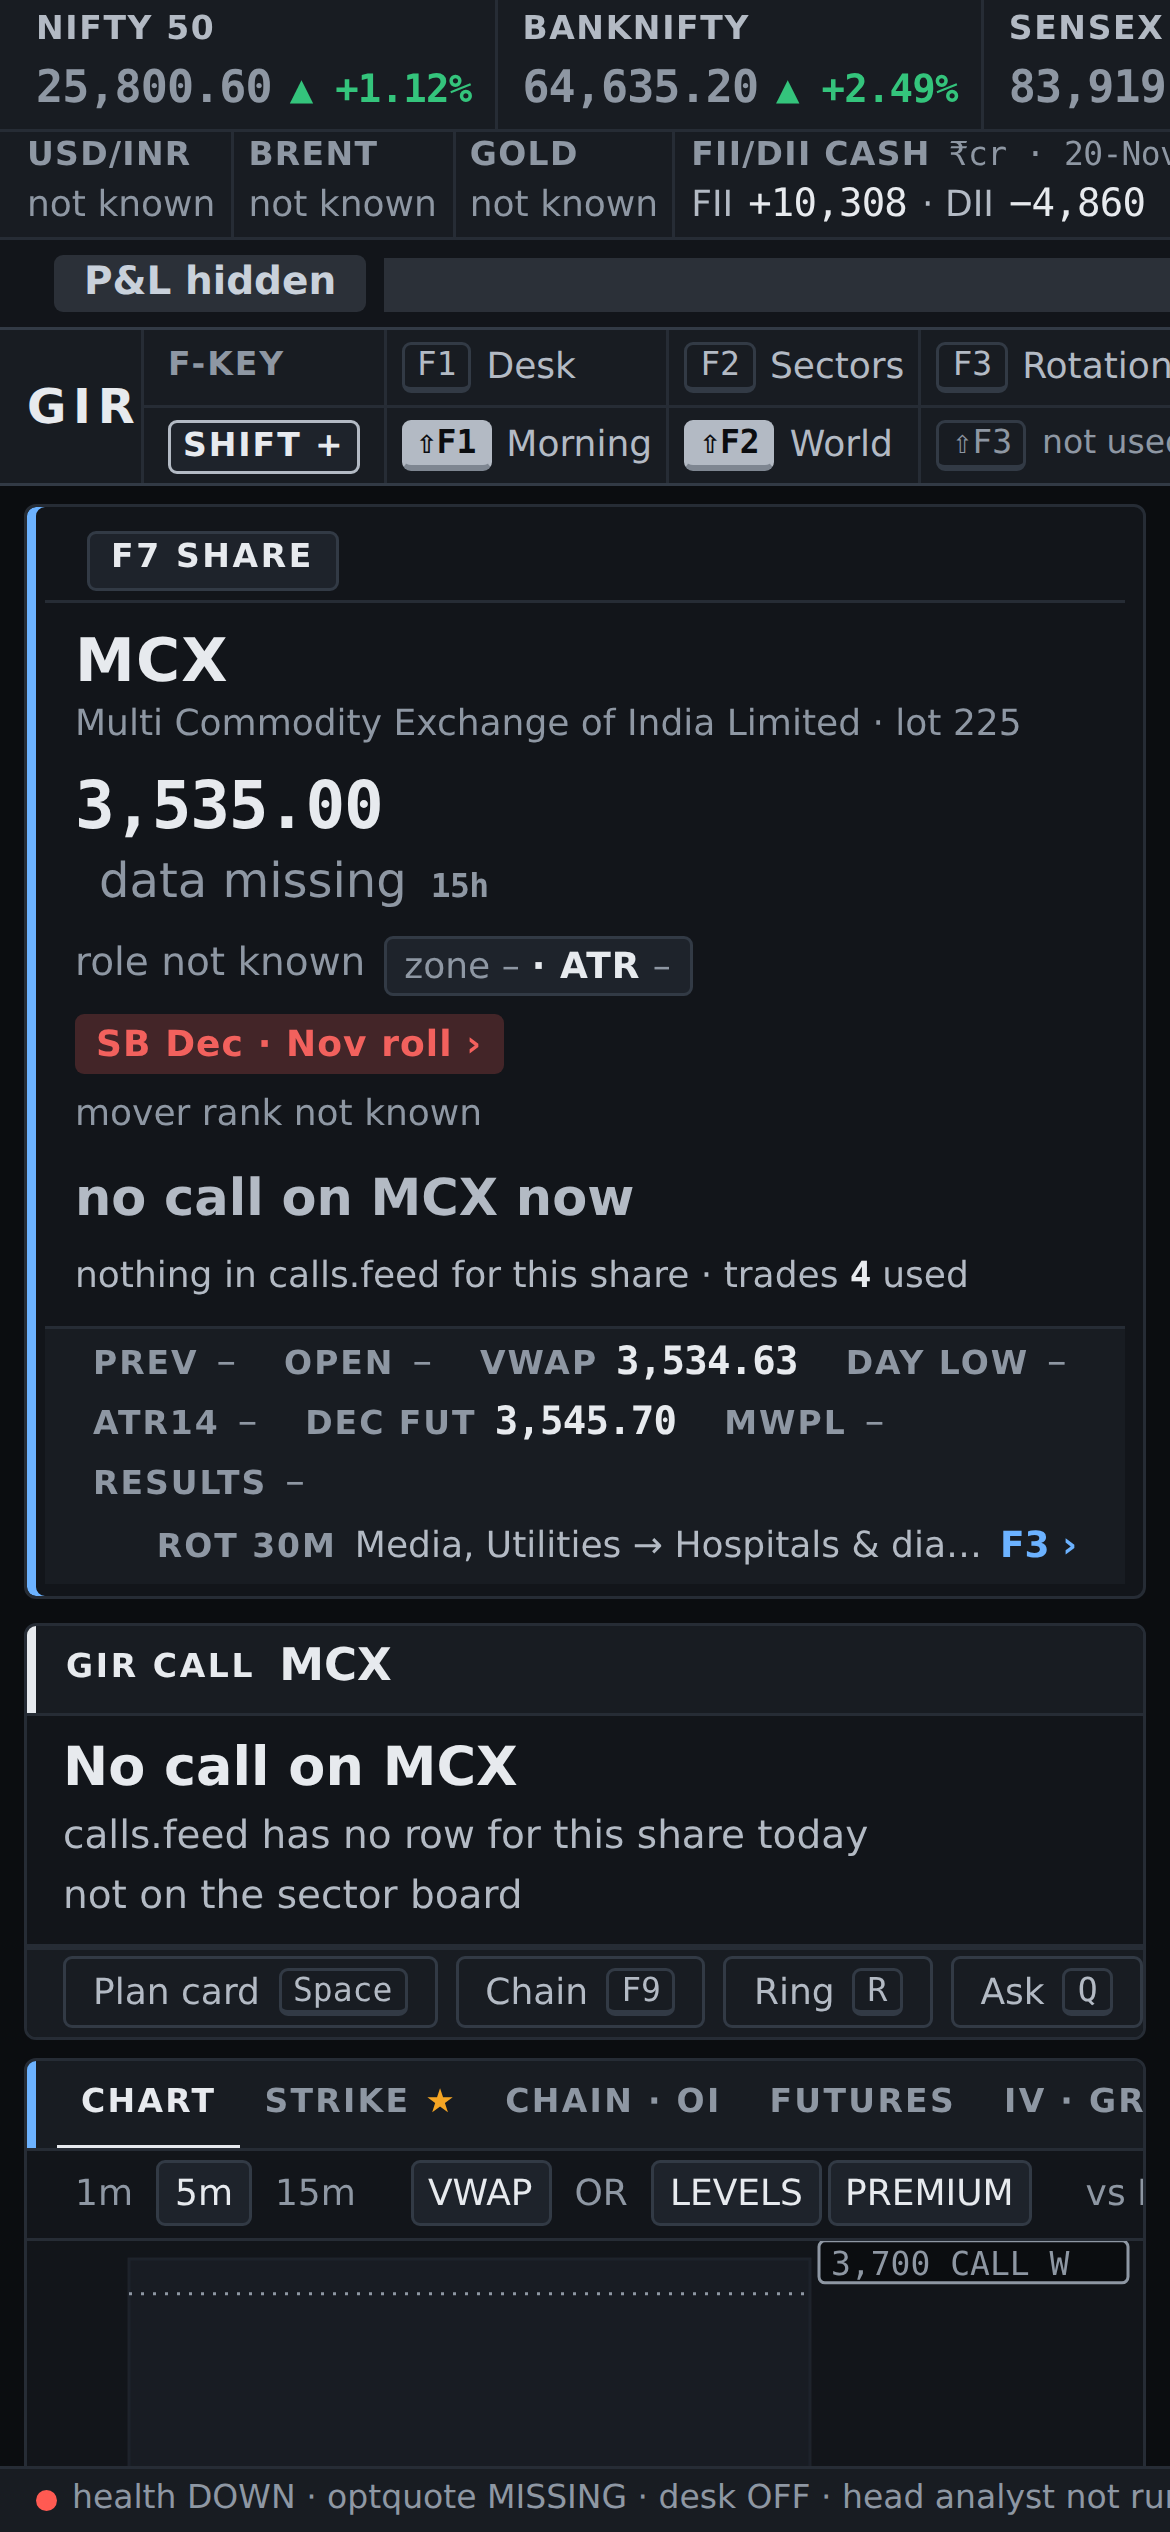 NIFTY 50 BANKNIFTY SENSEX
25,800.60 ▲ +1.12% 64,635.20 ▲ +2.49% 83,919
USD/INR BRENT GOLD FII/DII CASH ₹cr · 20-Nov
not known not known not known FII +10,308 · DII −4,860
P&L hidden
GIR F-KEY F1 Desk F2 Sectors F3 Rotation
SHIFT + ⇧F1 Morning ⇧F2 World ⇧F3 not used
F7 SHARE
MCX
Multi Commodity Exchange of India Limited · lot 225
3,535.00
data missing 15h
role not known zone – · ATR –
SB Dec · Nov roll ›
mover rank not known
no call on MCX now
nothing in calls.feed for this share · trades 4 used
PREV – OPEN – VWAP 3,534.63 DAY LOW –
ATR14 – DEC FUT 3,545.70 MWPL –
RESULTS –
ROT 30M Media, Utilities → Hospitals & dia… F3 ›
GIR CALL MCX
No call on MCX
calls.feed has no row for this share today
not on the sector board
Plan card Space Chain F9 Ring R Ask Q
CHART STRIKE ★ CHAIN · OI FUTURES IV · GR
1m 5m 15m VWAP OR LEVELS PREMIUM vs
3,700 CALL W
health DOWN · optquote MISSING · desk OFF · head analyst not run